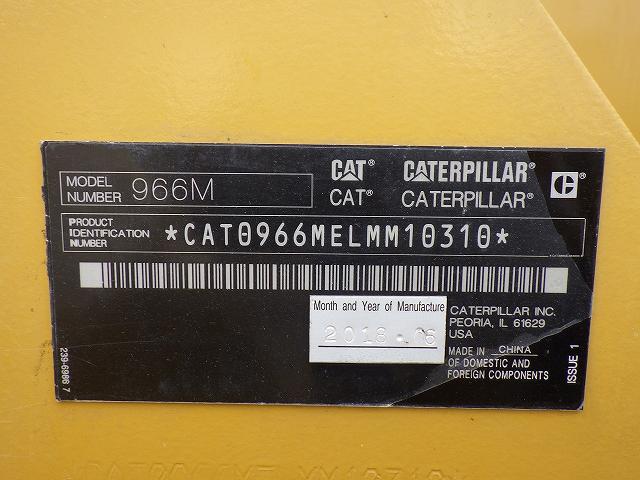 MODEL NUMBER 966M
CAT® CATERPILLAR®
CAT® CATERPILLAR®
C
PRODUCT IDENTIFICATION NUMBER *CAT0966MELMM10310*
Month and Year of Manufacture
2018 06
CATERPILLAR INC.
PEORIA, IL 61629
USA
MADE IN CHINA
OF DOMESTIC AND
FOREIGN COMPONENTS
239-6986 7
ISSUE 1